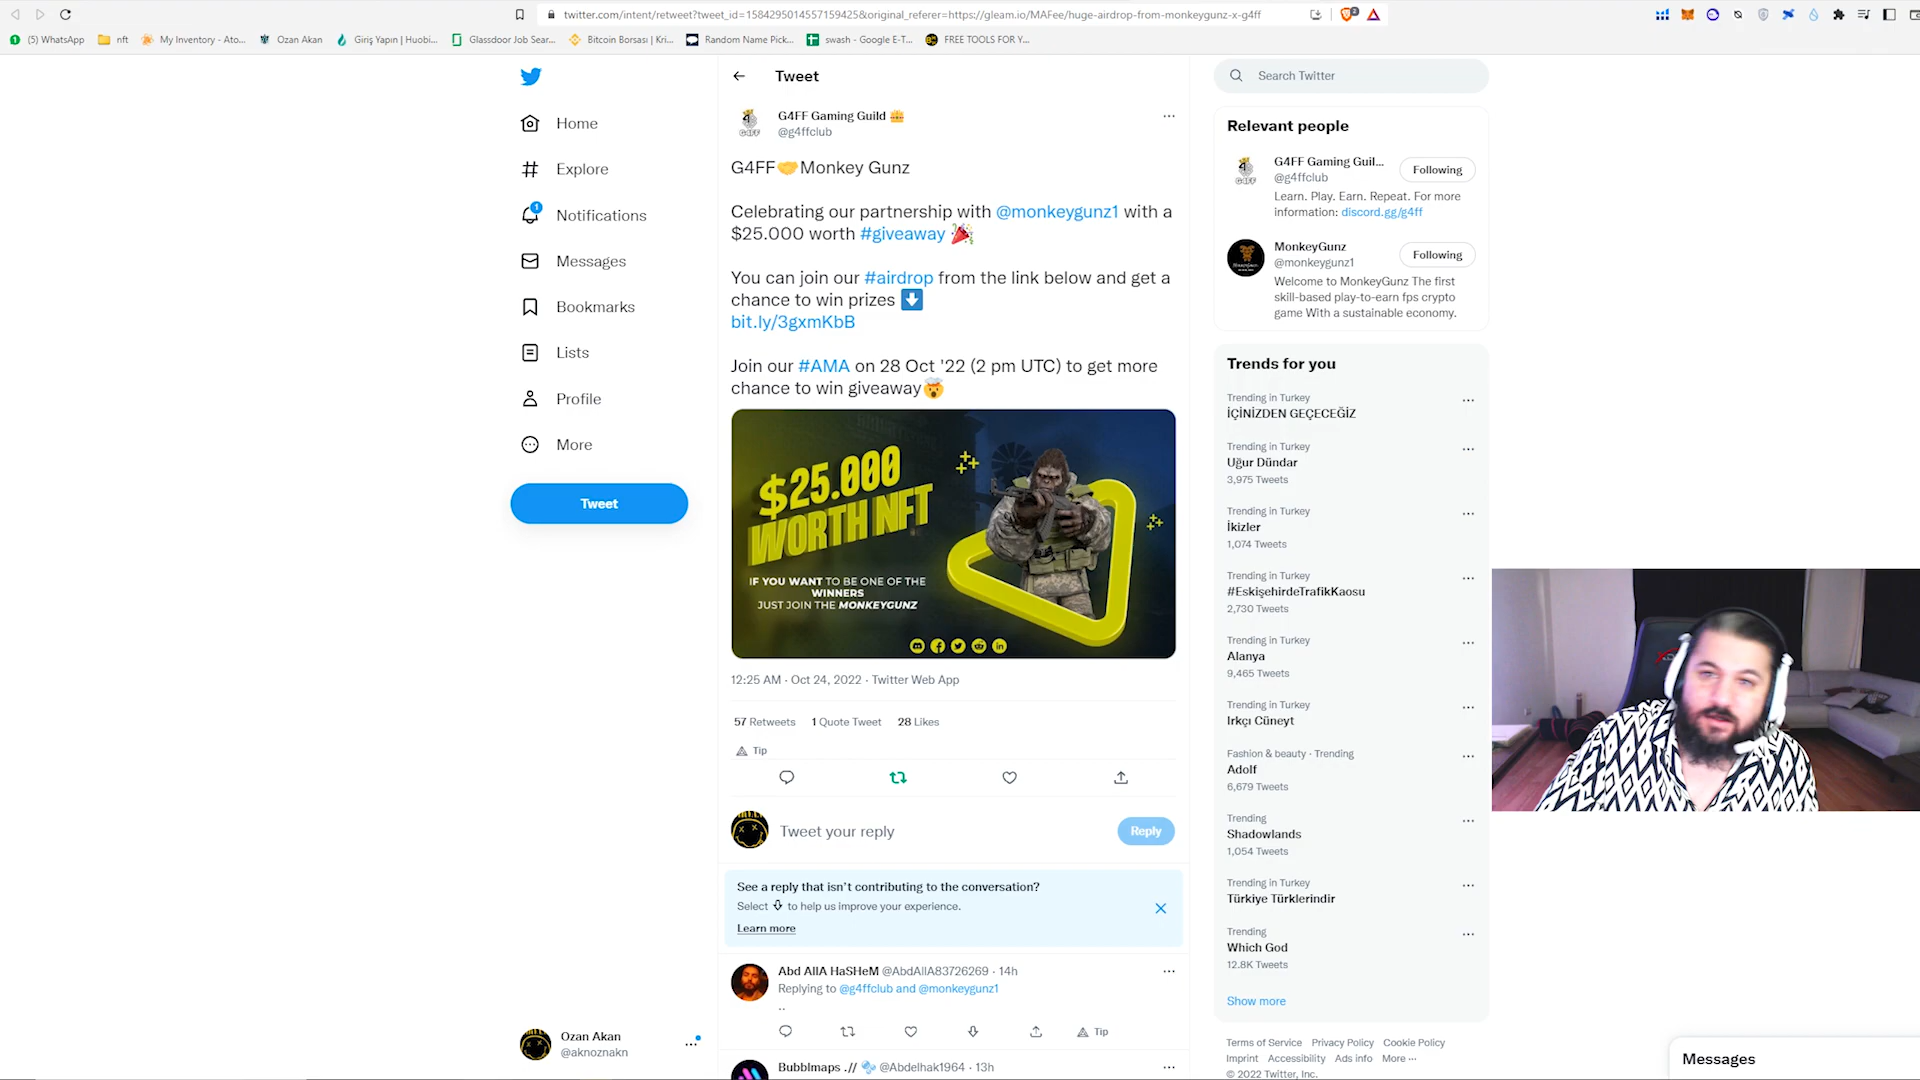 twitter.com/intent/retweet?tweet_id=1584295014557159425&original_referer=https://gleam.io/MAFee/huge-airdrop-from-monkeygunz-x-g4ff
(5) WhatsApp
nft
My Inventory - Ato...
Ozan Akan
Giriş Yapın | Huobi...
Glassdoor Job Sear...
Bitcoin Borsası | Kri...
Random Name Pick...
swash - Google E-T...
FREE TOOLS FOR Y...
Home
Explore
1
Notifications
Messages
Bookmarks
Lists
Profile
More
Tweet
Ozan Akan
@aknoznakn
Tweet
G4FF Gaming Guild
@g4ffclub
G4FF🤝Monkey Gunz
Celebrating our partnership with @monkeygunz1 with a
$25.000 worth #giveaway 🎉
You can join our #airdrop from the link below and get a
chance to win prizes ⬇️
bit.ly/3gxmKbB
Join our #AMA on 28 Oct '22 (2 pm UTC) to get more
chance to win giveaway🤯
$25.000
WORTH NFT
IF YOU WANT TO BE ONE OF THE
WINNERS
JUST JOIN THE MONKEYGUNZ
12:25 AM · Oct 24, 2022 · Twitter Web App
57 Retweets 1 Quote Tweet 28 Likes
Tip
Tweet your reply
Reply
See a reply that isn't contributing to the conversation?
Select to help us improve your experience.
Learn more
Abd AllA HaSHeM @AbdAllA83726269 · 14h
Replying to @g4ffclub and @monkeygunz1
..
Tip
Bubblmaps .// @Abdelhak1964 · 13h
Search Twitter
Relevant people
G4FF Gaming Guil...
@g4ffclub
Following
Learn. Play. Earn. Repeat. For more
information: discord.gg/g4ff
MonkeyGunz
@monkeygunz1
Following
Welcome to MonkeyGunz The first
skill-based play-to-earn fps crypto
game With a sustainable economy.
Trends for you
Trending in Turkey
İÇİNİZDEN GEÇECEĞİZ
Trending in Turkey
Uğur Dündar
3,975 Tweets
Trending in Turkey
İkizler
1,074 Tweets
Trending in Turkey
#EskişehirdeTrafikKaosu
2,730 Tweets
Trending in Turkey
Alanya
9,465 Tweets
Trending in Turkey
Irkçı Cüneyt
Fashion & beauty · Trending
Adolf
6,679 Tweets
Trending
Shadowlands
1,054 Tweets
Trending in Turkey
Türkiye Türklerindir
Trending
Which God
12.8K Tweets
Show more
Terms of Service Privacy Policy Cookie Policy
Imprint Accessibility Ads info More ···
© 2022 Twitter, Inc.
Messages